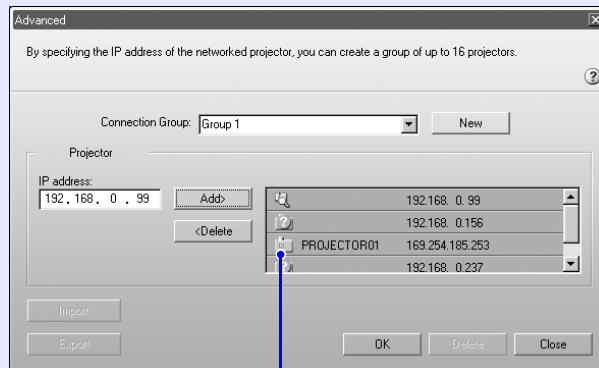 Advanced
By specifying the IP address of the networked projector, you can create a group of up to 16 projectors.
Connection Group: Group 1 New
Projector
IP address:
192 . 168 . 0 . 99 Add>
<Delete
192.168. 0. 99
192.168. 0.156
PROJECTOR01 169.254.185.253
192.168. 0.237
Import
Export
OK Delete Close